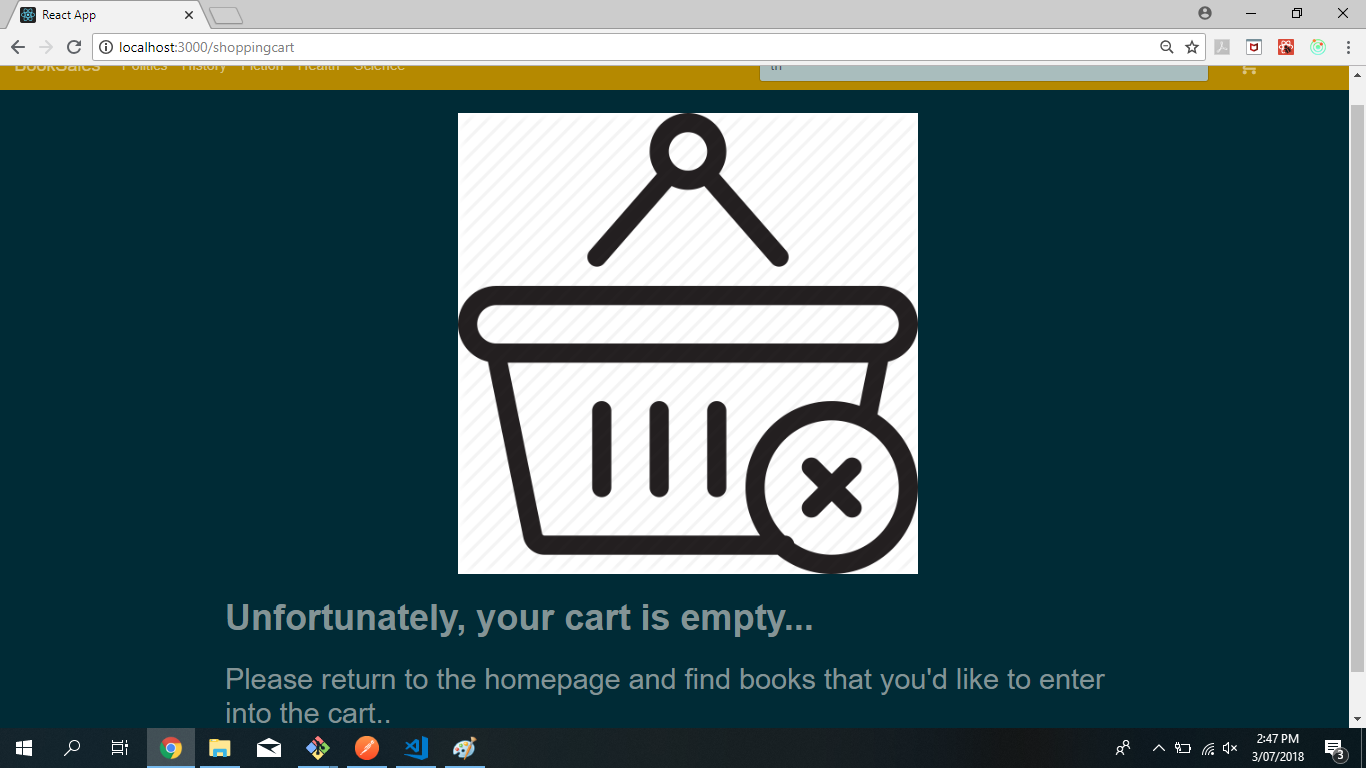 React App
localhost:3000/shoppingcart
BookSales Politics History Fiction Health Science
Unfortunately, your cart is empty...
Please return to the homepage and find books that you'd like to enter
into the cart..
2:47 PM
3/07/2018
3